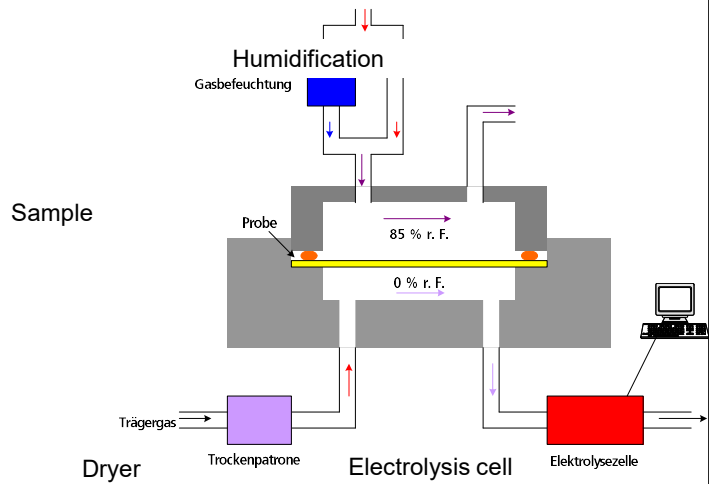 Humidification
Gasbefeuchtung
Sample
Probe
85 % r. F.
0 % r. F.
Trägergas
Trockenpatrone
Elektrolysezelle
Dryer
Electrolysis cell